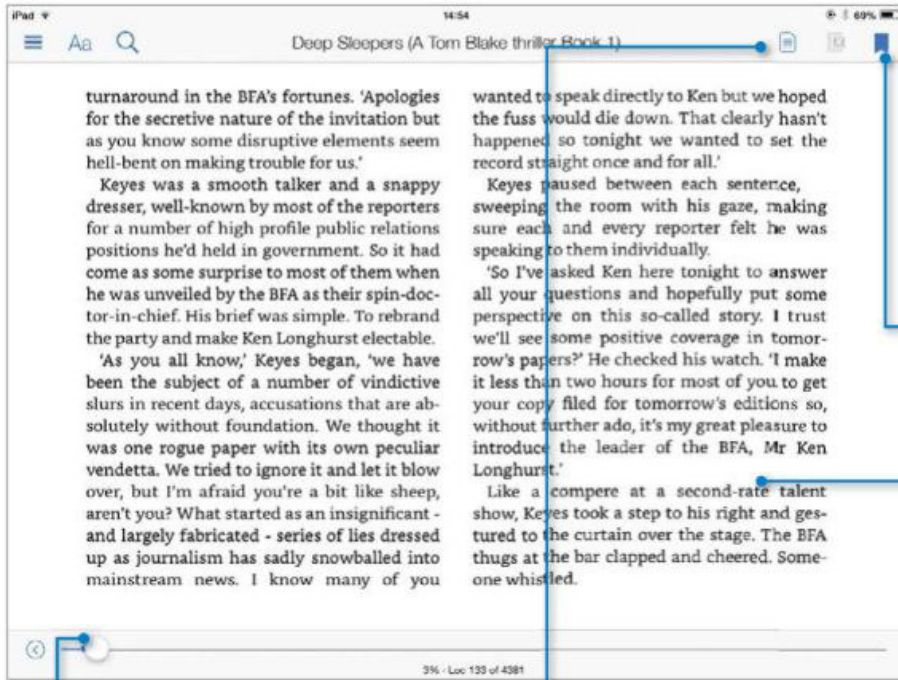 iPad
14:54
69%
Aa
Deep Sleepers (A Tom Blake thriller Book 1)
turnaround in the BFA's fortunes. 'Apologies
for the secretive nature of the invitation but
as you know some disruptive elements seem
hell-bent on making trouble for us.'
Keyes was a smooth talker and a snappy
dresser, well-known by most of the reporters
for a number of high profile public relations
positions he'd held in government. So it had
come as some surprise to most of them when
he was unveiled by the BFA as their spin-doc-
tor-in-chief. His brief was simple. To rebrand
the party and make Ken Longhurst electable.
'As you all know,' Keyes began, 'we have
been the subject of a number of vindictive
slurs in recent days, accusations that are ab-
solutely without foundation. We thought it
was one rogue paper with its own peculiar
vendetta. We tried to ignore it and let it blow
over, but I'm afraid you're a bit like sheep,
aren't you? What started as an insignificant -
and largely fabricated - series of lies dressed
up as journalism has sadly snowballed into
mainstream news. I know many of you
wanted to speak directly to Ken but we hoped
the fuss would die down. That clearly hasn't
happened so tonight we wanted to set the
record straight once and for all.'
Keyes paused between each sentence,
sweeping the room with his gaze, making
sure each and every reporter felt he was
speaking to them individually.
'So I've asked Ken here tonight to answer
all your questions and hopefully put some
perspective on this so-called story. I trust
we'll see some positive coverage in tomor-
row's papers?' He checked his watch. 'I make
it less than two hours for most of you to get
your copy filed for tomorrow's editions so,
without further ado, it's my great pleasure to
introduce the leader of the BFA, Mr Ken
Longhurst.'
Like a compere at a second-rate talent
show, Keyes took a step to his right and ges-
tured to the curtain over the stage. The BFA
thugs at the bar clapped and cheered. Some-
one whistled.
3% - Loc 133 of 4381